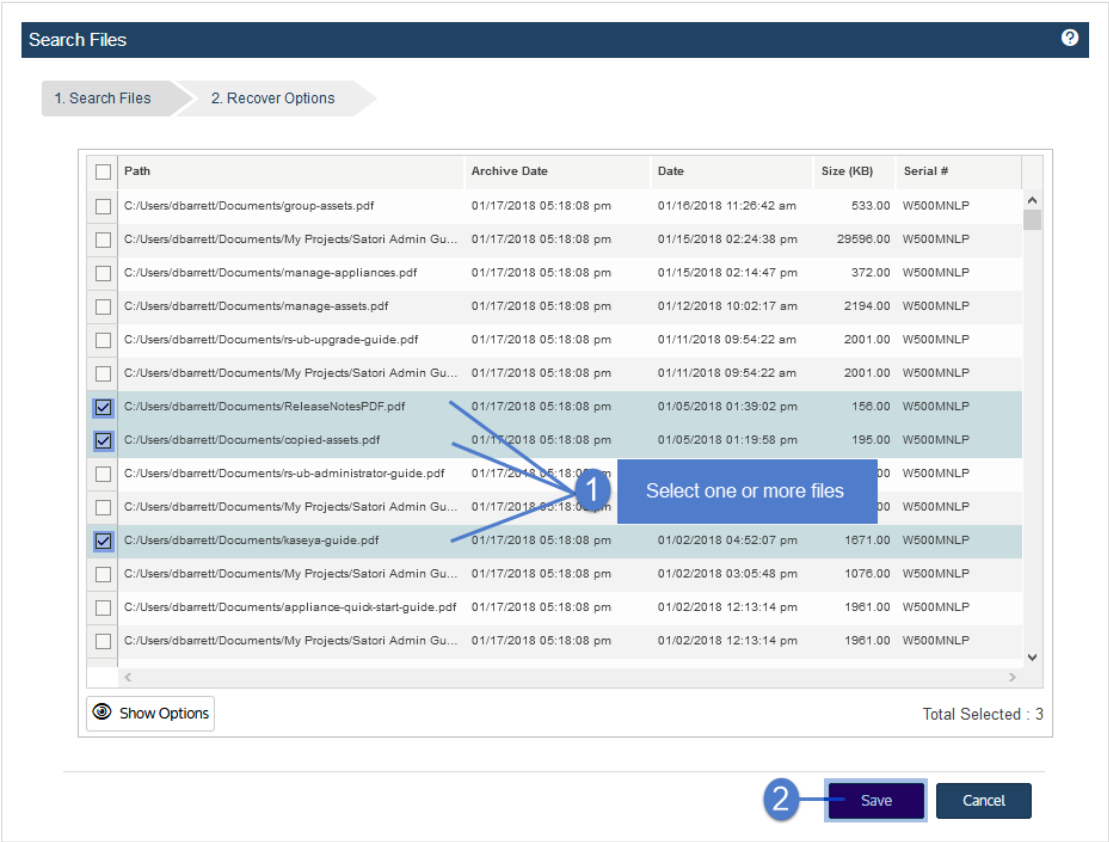 Search Files
1. Search Files 2. Recover Options
Path Archive Date Date Size (KB) Serial #
C:/Users/dbarrett/Documents/group-assets.pdf 01/17/2018 05:18:08 pm 01/16/2018 11:26:42 am 533.00 W500MNLP
C:/Users/dbarrett/Documents/My Projects/Satori Admin Gu... 01/17/2018 05:18:08 pm 01/15/2018 02:24:38 pm 29596.00 W500MNLP
C:/Users/dbarrett/Documents/manage-appliances.pdf 01/17/2018 05:18:08 pm 01/15/2018 02:14:47 pm 372.00 W500MNLP
C:/Users/dbarrett/Documents/manage-assets.pdf 01/17/2018 05:18:08 pm 01/12/2018 10:02:17 am 2194.00 W500MNLP
C:/Users/dbarrett/Documents/rs-ub-upgrade-guide.pdf 01/17/2018 05:18:08 pm 01/11/2018 09:54:22 am 2001.00 W500MNLP
C:/Users/dbarrett/Documents/My Projects/Satori Admin Gu... 01/17/2018 05:18:08 pm 01/11/2018 09:54:22 am 2001.00 W500MNLP
C:/Users/dbarrett/Documents/ReleaseNotesPDF.pdf 01/17/2018 05:18:08 pm 01/05/2018 01:39:02 pm 156.00 W500MNLP
C:/Users/dbarrett/Documents/copied-assets.pdf 01/17/2018 05:18:08 pm 01/05/2018 01:19:58 pm 195.00 W500MNLP
C:/Users/dbarrett/Documents/rs-ub-administrator-guide.pdf 01/17/2018 W500MNLP
1 Select one or more files
C:/Users/dbarrett/Documents/My Projects/Satori Admin Gu... 01/17/2018 W500MNLP
C:/Users/dbarrett/Documents/kaseya-guide.pdf 01/17/2018 05:18:08 pm 01/02/2018 04:52:07 pm 1671.00 W500MNLP
C:/Users/dbarrett/Documents/My Projects/Satori Admin Gu... 01/17/2018 05:18:08 pm 01/02/2018 03:05:48 pm 1076.00 W500MNLP
C:/Users/dbarrett/Documents/appliance-quick-start-guide.pdf 01/17/2018 05:18:08 pm 01/02/2018 12:13:14 pm 1961.00 W500MNLP
C:/Users/dbarrett/Documents/My Projects/Satori Admin Gu... 01/17/2018 05:18:08 pm 01/02/2018 12:13:14 pm 1961.00 W500MNLP
Show Options Total Selected : 3
2 Save Cancel